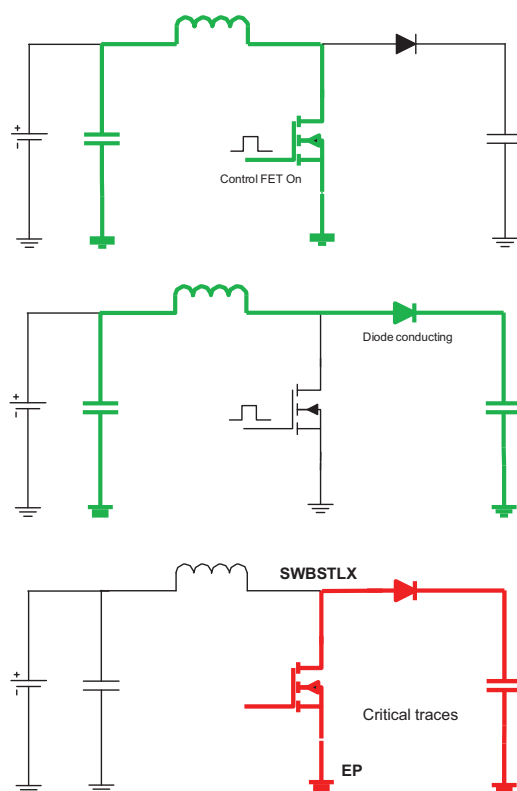 +
-
Control FET On
+
-
Diode conducting
SWBSTLX
+
-
Critical traces
EP